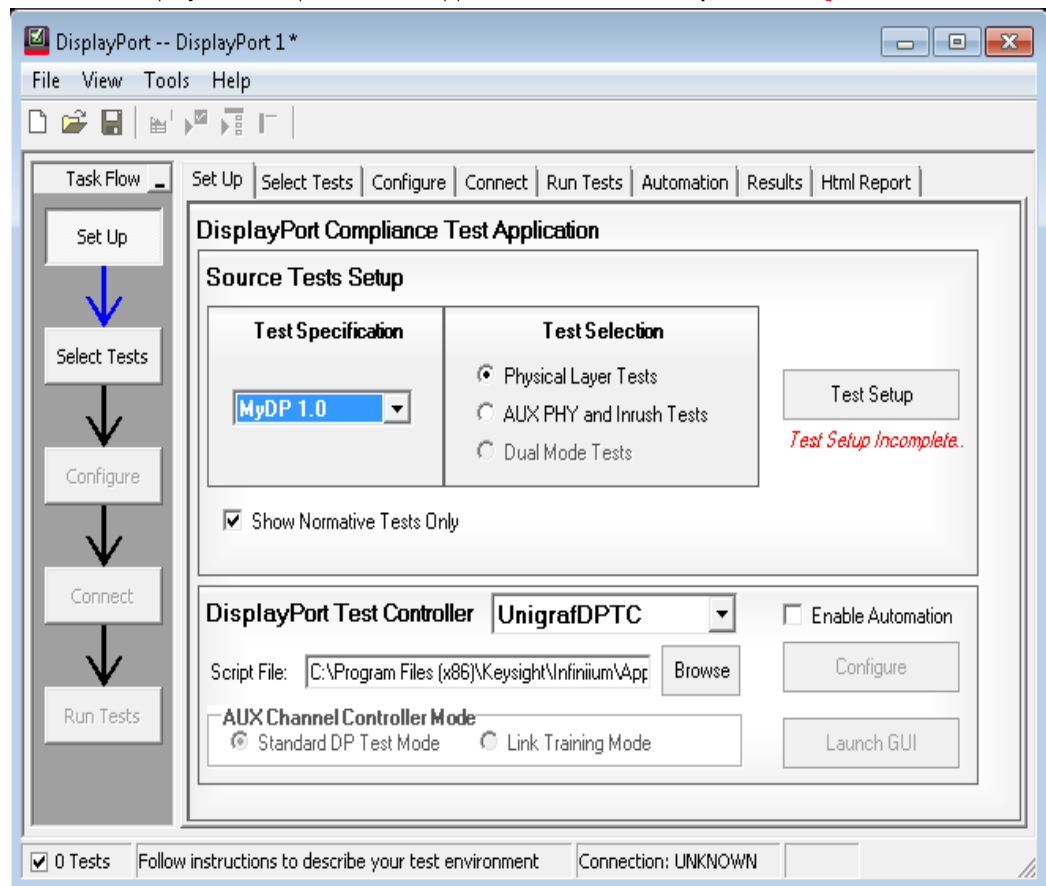 DisplayPort -- DisplayPort 1 *
File View Tools Help
Task Flow
Set Up Select Tests Configure Connect Run Tests Automation Results Html Report
Set Up
Select Tests
Configure
Connect
Run Tests
DisplayPort Compliance Test Application
Source Tests Setup
Test Specification
MyDP 1.0
Test Selection
Physical Layer Tests
AUX PHY and Inrush Tests
Dual Mode Tests
Test Setup
Test Setup Incomplete..
Show Normative Tests Only
DisplayPort Test Controller UnigrafDPTC Enable Automation
Script File: C:\Program Files (x86)\Keysight\Infiniium\App Browse Configure
AUX Channel Controller Mode
Standard DP Test Mode Link Training Mode Launch GUI
0 Tests Follow instructions to describe your test environment Connection: UNKNOWN